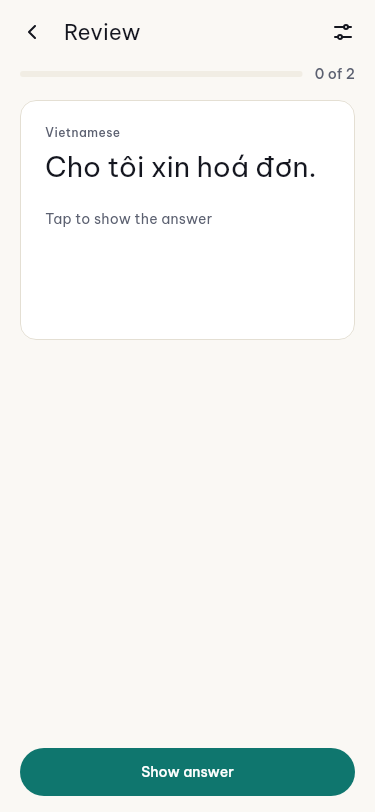 Review
0 of 2
Vietnamese
Cho tôi xin hoá đơn.
Tap to show the answer
Show answer